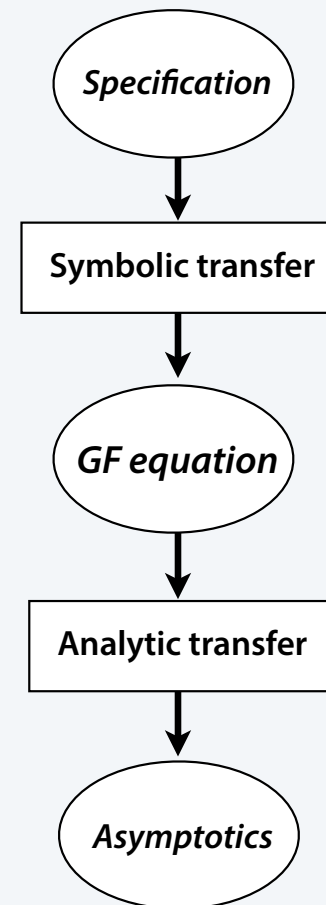 Specification
Symbolic transfer
GF equation
Analytic transfer
Asymptotics